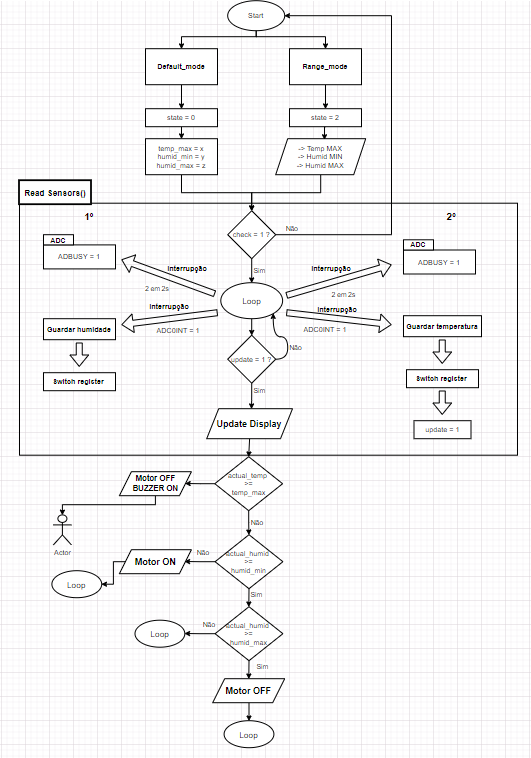 Start
Default_mode
Range_mode
state = 0
state = 2
temp_max = x
humid_min = y
humid_max = z
-> Temp MAX
-> Humid MIN
-> Humid MAX
Read Sensors()
1º
2º
check = 1 ?
Não
Sim
ADC
ADBUSY = 1
ADC
ADBUSY = 1
Interrupção
2 em 2s
Interrupção
2 em 2s
Loop
Interrupção
ADC0INT = 1
Interrupção
ADC0INT = 1
Guardar humidade
Guardar temperatura
Switch register
Switch register
update = 1
update = 1 ?
Não
Sim
Update Display
actual_temp
>=
temp_max
Motor OFF
BUZZER ON
Actor
Não
actual_humid
>=
humid_min
Não
Motor ON
Loop
Sim
actual_humid
>=
humid_max
Não
Loop
Sim
Motor OFF
Loop